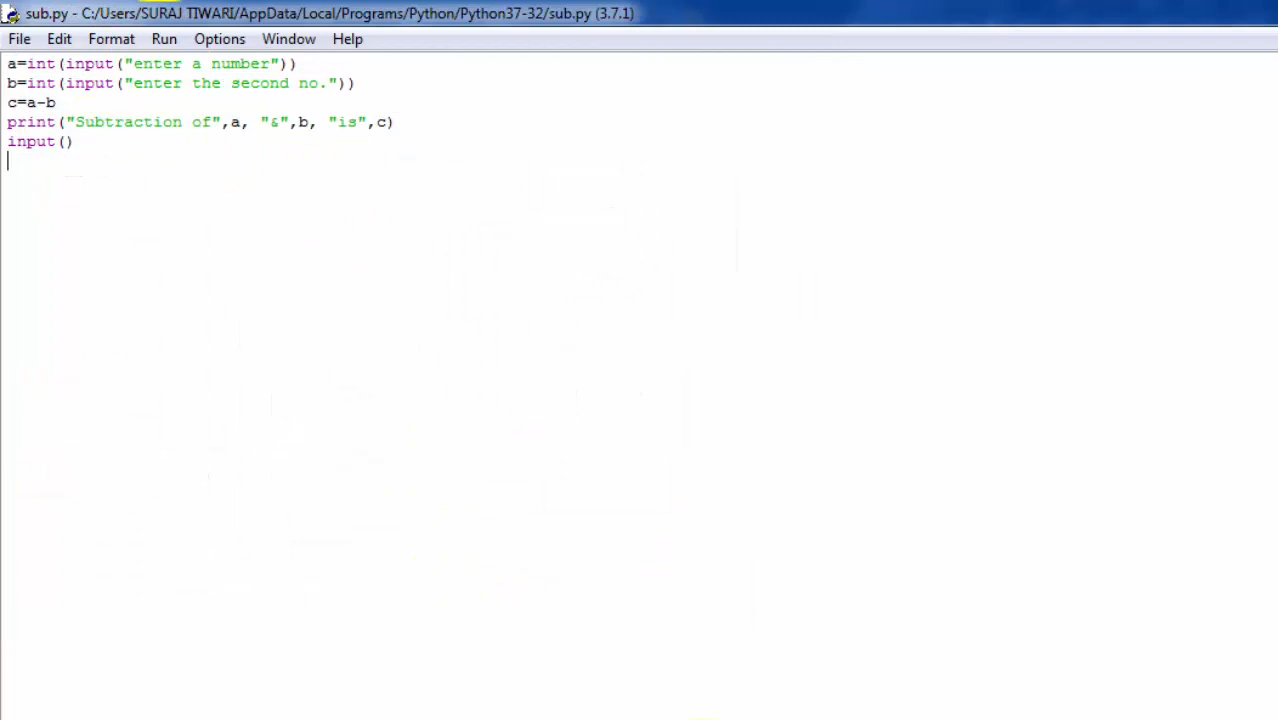 sub.py - C:/Users/SURAJ TIWARI/AppData/Local/Programs/Python/Python37-32/sub.py (3.7.1)
File Edit Format Run Options Window Help
a=int(input("enter a number"))
b=int(input("enter the second no."))
c=a-b
print("Subtraction of",a, "&",b, "is",c)
input()